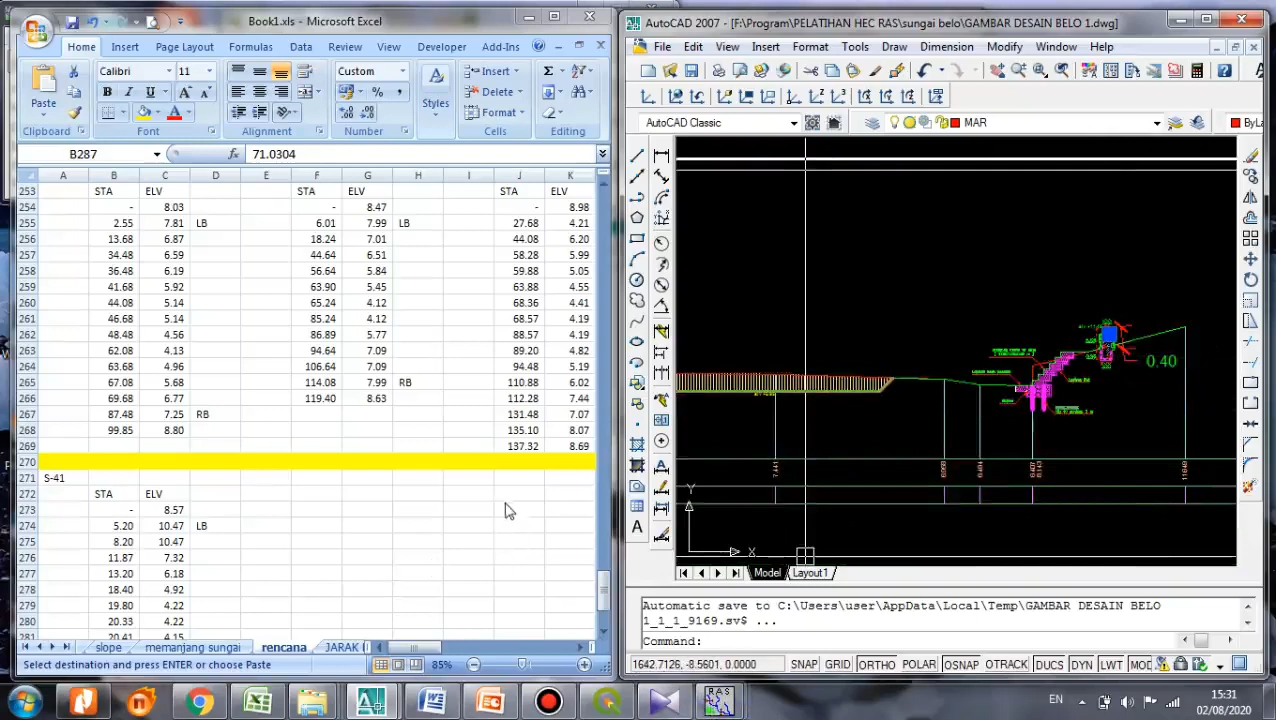 Book1.xls - Microsoft Excel
Home Insert Page Layout Formulas Data Review View Developer Add-Ins
Calibri 11
Custom
Insert
Delete
Format
Paste
Styles
Clipboard Font Alignment Number Cells Editing
B287 71.0304
A B C D E F G H I J K
253 STA ELV STA ELV STA ELV
254 - 8.03 - 8.47 - 8.98
255 2.55 7.81 LB 6.01 7.99 LB 27.68 4.21
256 13.68 6.87 18.24 7.01 44.08 6.20
257 34.48 6.59 44.64 6.51 58.28 5.99
258 36.48 6.19 56.64 5.84 59.88 5.05
259 41.68 5.92 63.90 5.45 63.88 4.55
260 44.08 5.14 65.24 4.12 68.36 4.41
261 46.68 5.14 85.24 4.12 68.57 4.19
262 48.48 4.56 86.89 5.77 88.57 4.19
263 62.08 4.13 94.64 7.09 89.20 4.82
264 63.68 4.96 106.64 7.09 94.48 5.19
265 67.08 5.68 114.08 7.99 RB 110.88 6.02
266 69.68 6.77 119.40 8.63 112.28 7.44
267 87.48 7.25 RB 131.48 7.07
268 99.85 8.80 135.10 8.07
269 137.32 8.69
270
271 S-41
272 STA ELV
273 - 8.57
274 5.20 10.47 LB
275 8.20 10.47
276 11.87 7.32
277 13.20 6.18
278 18.40 4.92
279 19.80 4.22
280 20.33 4.22
281 20.41 4.15
slope memanjang sungai rencana JARAK
Select destination and press ENTER or choose Paste 85%
AutoCAD 2007 - [F:\Program\PELATIHAN HEC RAS\sungai belo\GAMBAR DESAIN BELO 1.dwg]
File Edit View Insert Format Tools Draw Dimension Modify Window Help
AutoCAD Classic MAR ByLa
0.40
Y
X
Model Layout1
Automatic save to C:\Users\user\AppData\Local\Temp\GAMBAR DESAIN BELO
1_1_1_9169.sv$ ...
Command:
1642.7126, -8.5601, 0.0000 SNAP GRID ORTHO POLAR OSNAP OTRACK DUCS DYN LWT MOD
RAS
EN 15:31
02/08/2020